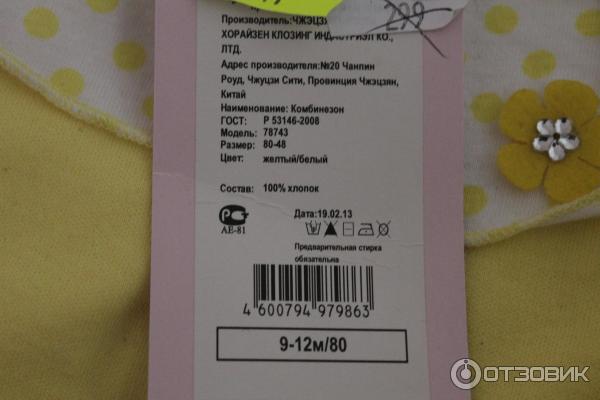 299
Производитель:ЧЖЭЦЗЯ
ХОРАЙЗЕН КЛОЗИНГ ИНДАСТРИЭЛ КО.,
ЛТД.
Адрес производителя:№20 Чанпин
Роуд, Чжуцзи Сити, Провинция Чжэцзян,
Китай
Наименование: Комбинезон
ГОСТ: Р 53146-2008
Модель: 78743
Размер: 80-48
Цвет: желтый/белый
Состав: 100% хлопок
АЕ-81
Дата:19.02.13
Предварительная стирка
обязательна
4 600794 979863
9-12м/80
ОТЗОВИК